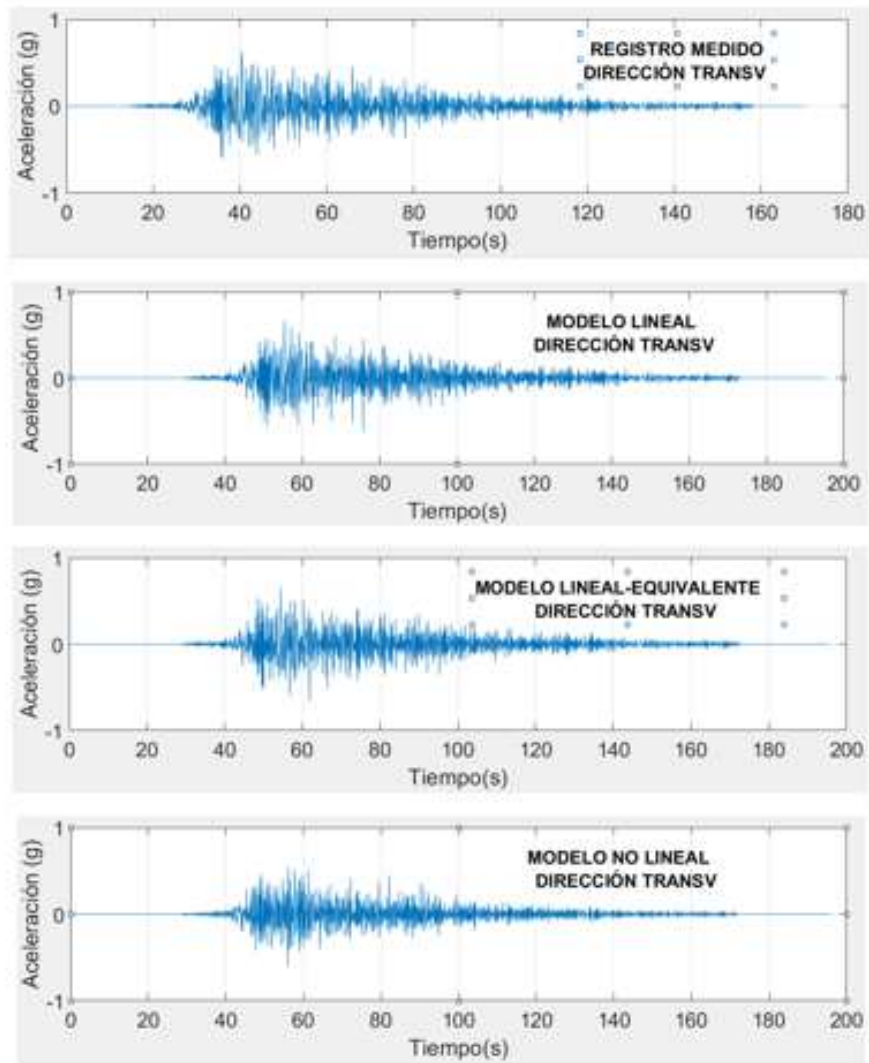 1
REGISTRO MEDIDO
DIRECCIÓN TRANSV
Aceleración (g)
0
-1
0 20 40 60 80 100 120 140 160 180
Tiempo(s)
1
MODELO LINEAL
DIRECCIÓN TRANSV
Aceleración (g)
0
-1
0 20 40 60 80 100 120 140 160 180 200
Tiempo(s)
1
MODELO LINEAL-EQUIVALENTE
DIRECCIÓN TRANSV
Aceleración (g)
0
-1
0 20 40 60 80 100 120 140 160 180 200
Tiempo(s)
1
MODELO NO LINEAL
DIRECCIÓN TRANSV
Aceleración (g)
0
-1
0 20 40 60 80 100 120 140 160 180 200
Tiempo(s)